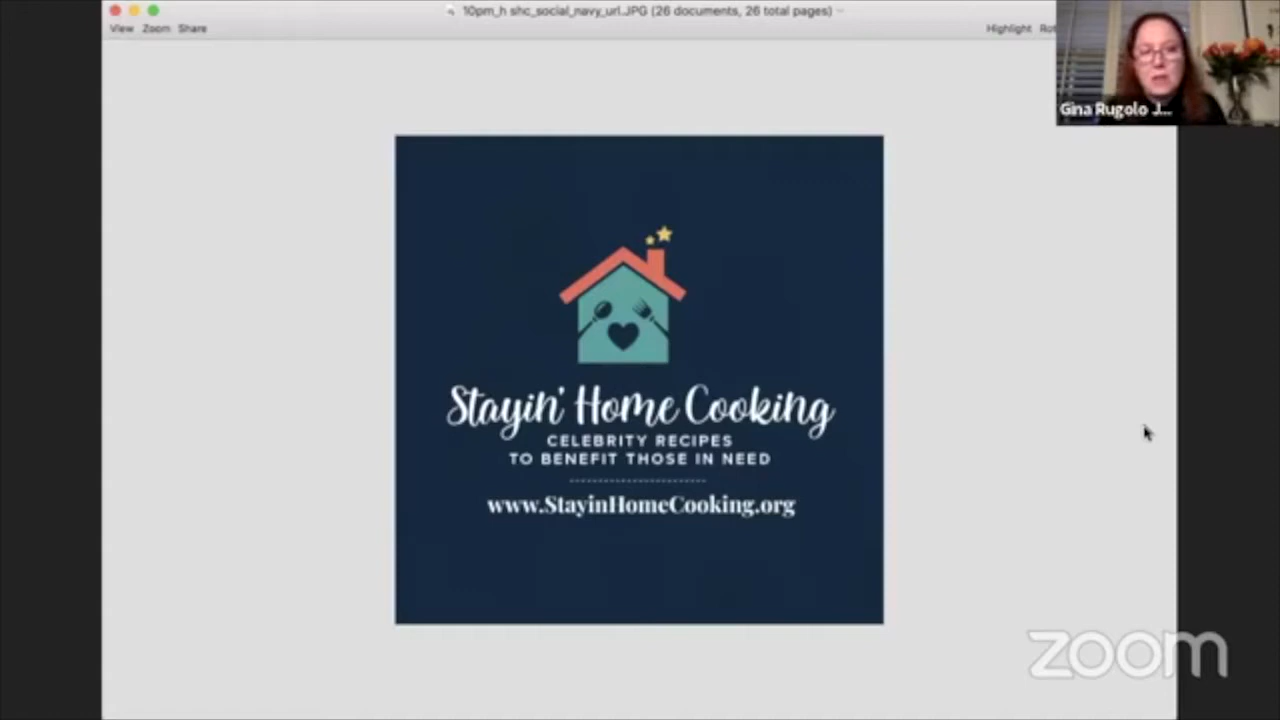 10pm_h shc_social_navy_url.JPG (26 documents, 26 total pages)
View Zoom Share
Highlight
Gina Rugolo J...
Stayin' Home Cooking
CELEBRITY RECIPES
TO BENEFIT THOSE IN NEED
www.StayinHomeCooking.org
zoom